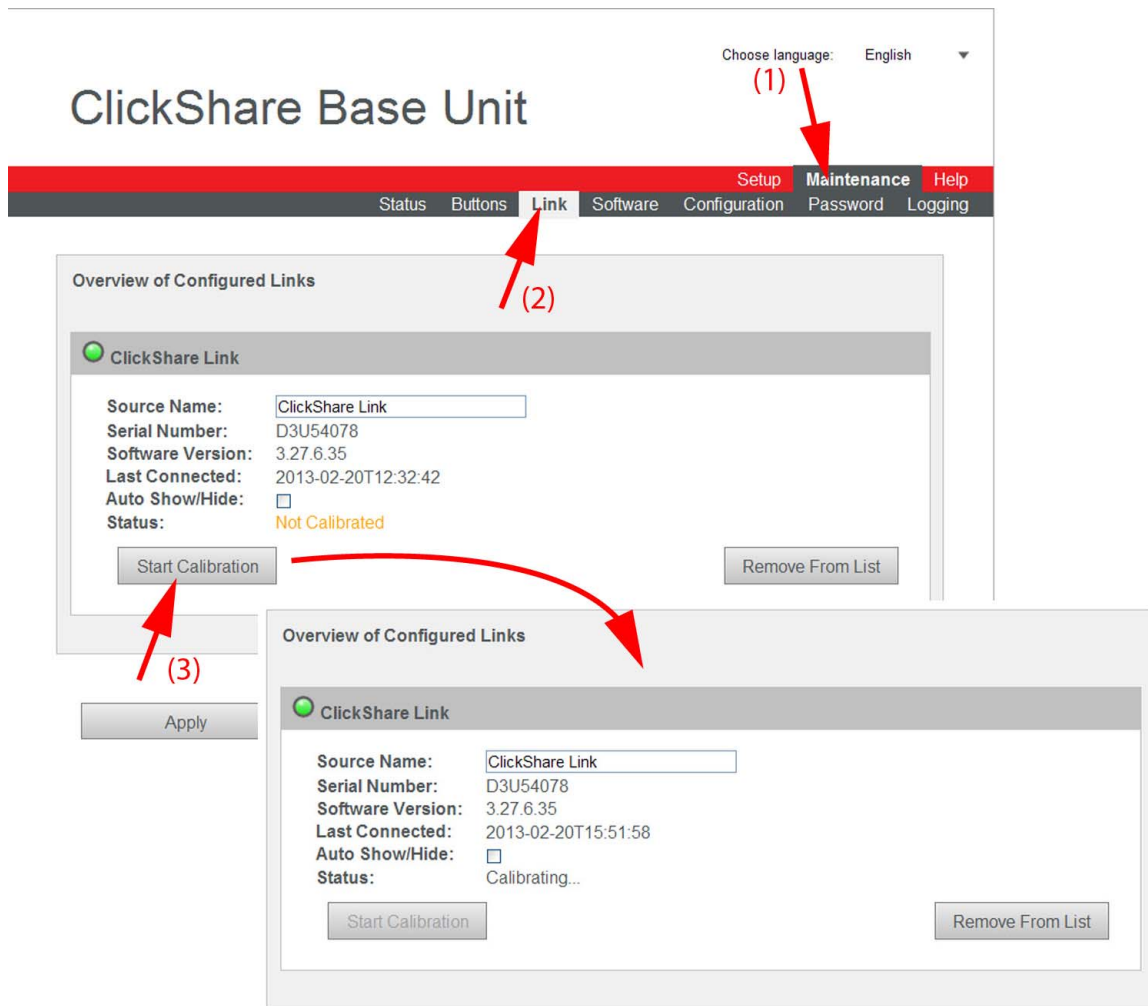 Choose language: English
(1)
ClickShare Base Unit
Setup Maintenance Help
Status Buttons Link Software Configuration Password Logging
(2)
Overview of Configured Links
ClickShare Link
Source Name: ClickShare Link
Serial Number: D3U54078
Software Version: 3.27.6.35
Last Connected: 2013-02-20T12:32:42
Auto Show/Hide:
Status: Not Calibrated
Start Calibration Remove From List
(3)
Apply
Overview of Configured Links
ClickShare Link
Source Name: ClickShare Link
Serial Number: D3U54078
Software Version: 3.27.6.35
Last Connected: 2013-02-20T15:51:58
Auto Show/Hide:
Status: Calibrating...
Start Calibration Remove From List